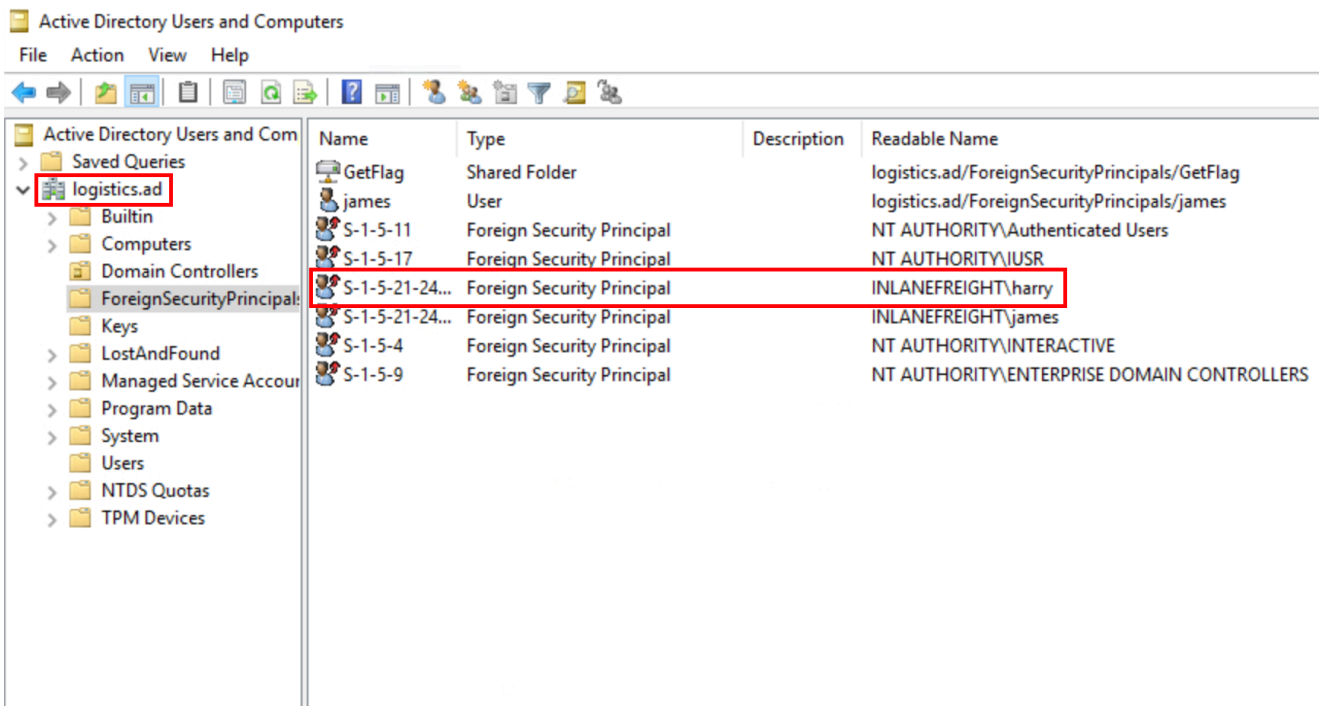 Active Directory Users and Computers
File Action View Help
Active Directory Users and Com
Saved Queries
logistics.ad
Builtin
Computers
Domain Controllers
ForeignSecurityPrincipals
Keys
LostAndFound
Managed Service Accour
Program Data
System
Users
NTDS Quotas
TPM Devices
Name Type Description Readable Name
GetFlag Shared Folder logistics.ad/ForeignSecurityPrincipals/GetFlag
james User logistics.ad/ForeignSecurityPrincipals/james
S-1-5-11 Foreign Security Principal NT AUTHORITY\Authenticated Users
S-1-5-17 Foreign Security Principal NT AUTHORITY\IUSR
S-1-5-21-24... Foreign Security Principal INLANEFREIGHT\harry
S-1-5-21-24... Foreign Security Principal INLANEFREIGHT\james
S-1-5-4 Foreign Security Principal NT AUTHORITY\INTERACTIVE
S-1-5-9 Foreign Security Principal NT AUTHORITY\ENTERPRISE DOMAIN CONTROLLERS